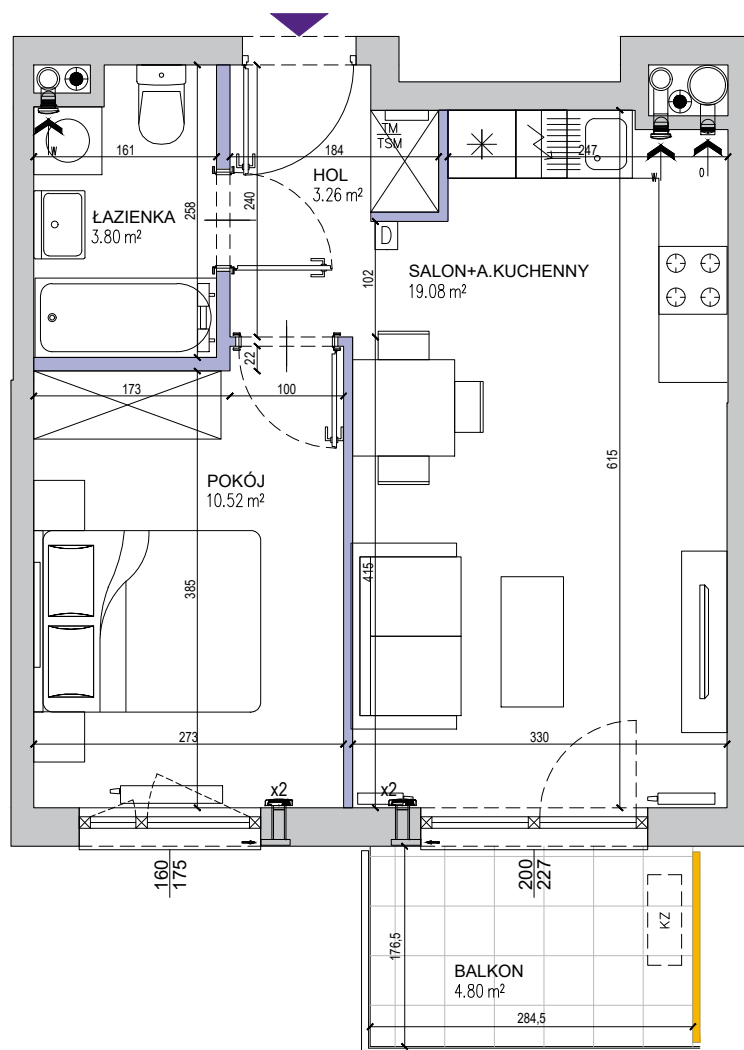 161
184
247
TM
TSM
W
W
0
HOL
3.26 m²
ŁAZIENKA
3.80 m²
258
240
D
102
SALON+A.KUCHENNY
19.08 m²
22
173
100
615
POKÓJ
10.52 m²
385
415
273
330
x2
x2
160
175
200
227
KZ
176,5
BALKON
4.80 m²
284,5